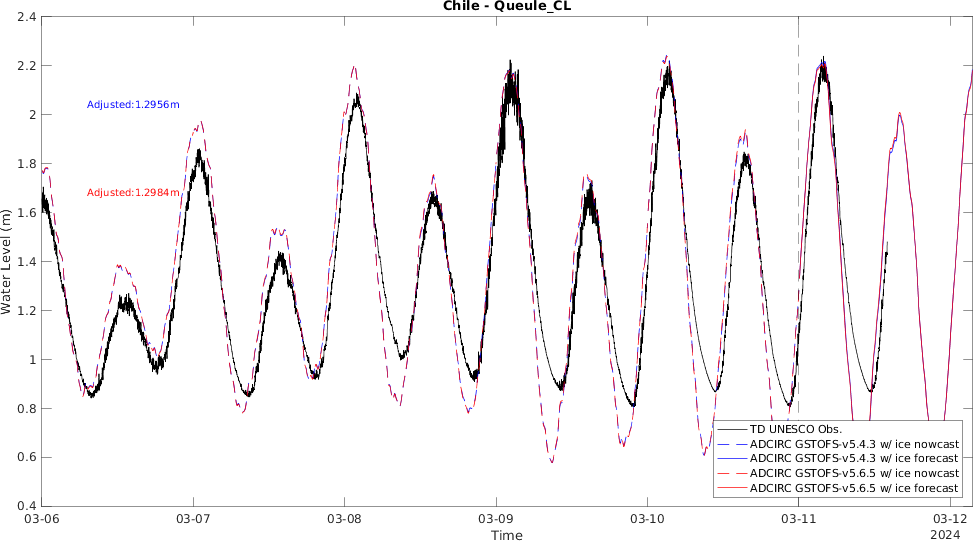 Chile - Queule_CL
2.4
2.2
2
1.8
1.6
1.4
1.2
1
0.8
0.6
0.4
Water Level (m)
Adjusted:1.2956m
Adjusted:1.2984m
TD UNESCO Obs.
ADCIRC GSTOFS-v5.4.3 w/ ice nowcast
ADCIRC GSTOFS-v5.4.3 w/ ice forecast
ADCIRC GSTOFS-v5.6.5 w/ ice nowcast
ADCIRC GSTOFS-v5.6.5 w/ ice forecast
03-06 03-07 03-08 03-09 03-10 03-11 03-12
Time
2024